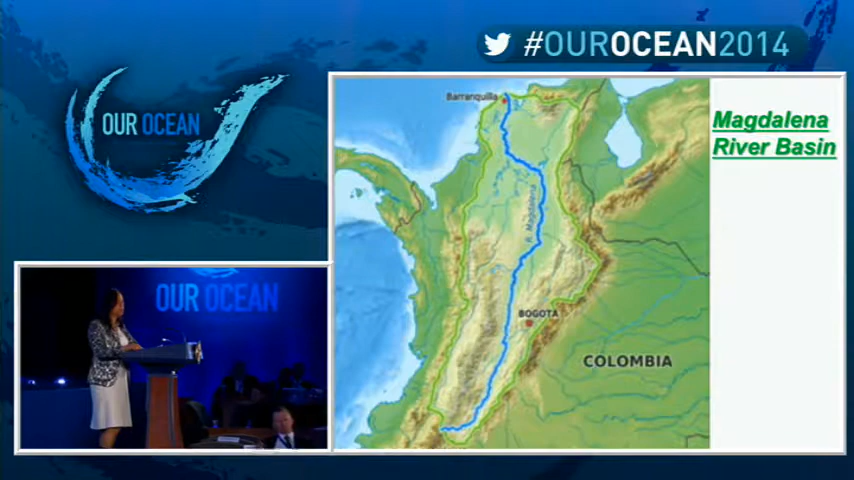 #OUROCEAN2014
OUR OCEAN
Barranquilla
Magdalena
River Basin
R. Magdalena
BOGOTA
COLOMBIA
OUR OCEAN